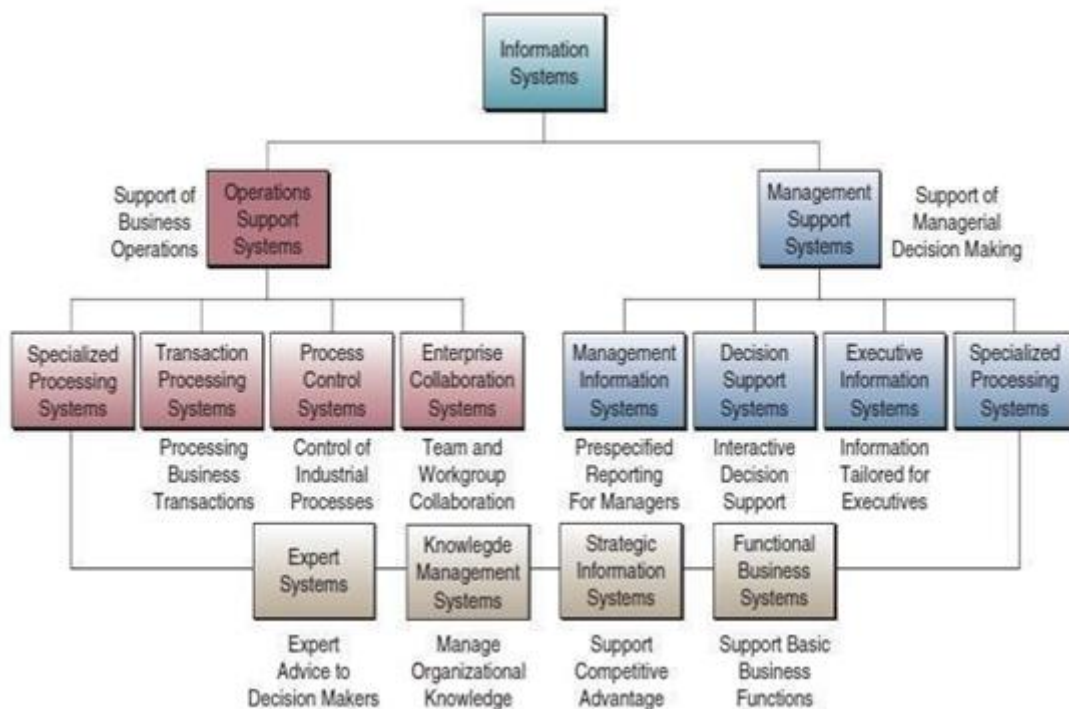 Information
Systems
Support of
Business
Operations
Operations
Support
Systems
Management
Support
Systems
Support of
Managerial
Decision Making
Specialized
Processing
Systems
Transaction
Processing
Systems
Process
Control
Systems
Enterprise
Collaboration
Systems
Management
Information
Systems
Decision
Support
Systems
Executive
Information
Systems
Specialized
Processing
Systems
Processing
Business
Transactions
Control of
Industrial
Processes
Team and
Workgroup
Collaboration
Prespecified
Reporting
For Managers
Interactive
Decision
Support
Information
Tailored for
Executives
Expert
Systems
Knowlegde
Management
Systems
Strategic
Information
Systems
Functional
Business
Systems
Expert
Advice to
Decision Makers
Manage
Organizational
Knowledge
Support
Competitive
Advantage
Support Basic
Business
Functions